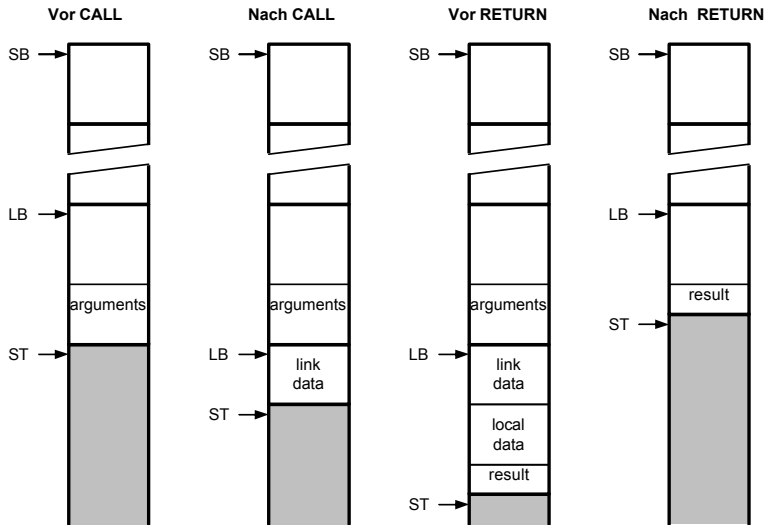 Vor CALL
Nach CALL
Vor RETURN
Nach RETURN
SB
SB
SB
SB
LB
LB
arguments
arguments
arguments
result
ST
ST
LB
link
data
LB
link
data
ST
local
data
result
ST